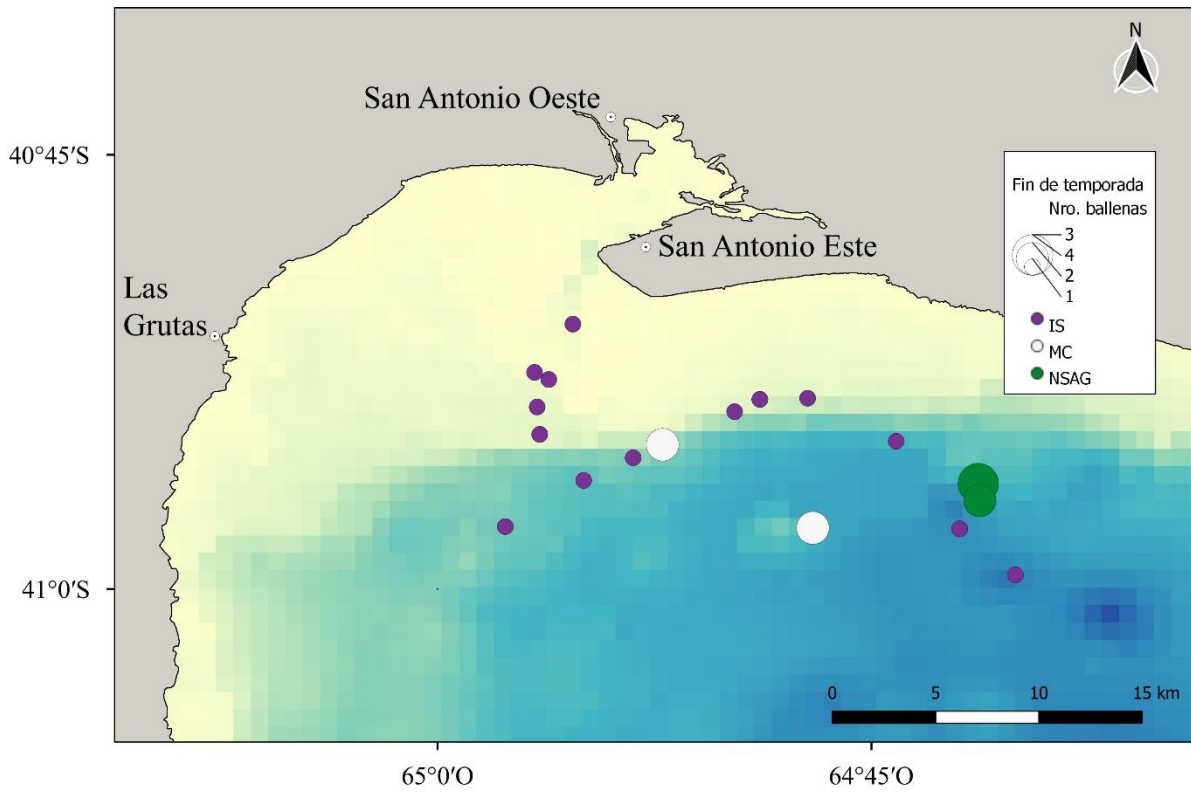 N
San Antonio Oeste
40°45'S
Fin de temporada
Nro. ballenas
3
4
2
1
IS
MC
NSAG
San Antonio Este
Las
Grutas
41°0'S
0 5 10 15 km
65°0'O 64°45'O